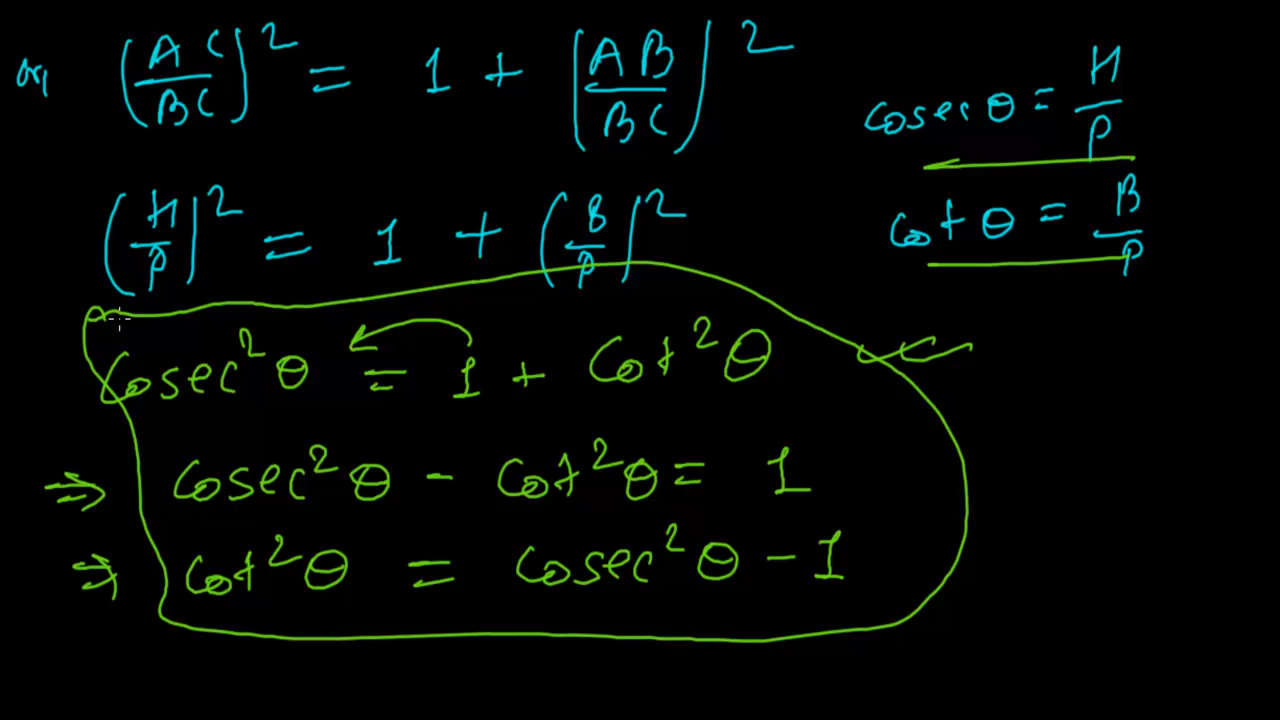 or, (AC/BC)² = 1 + (AB/BC)²
cosec θ = H/P
(H/P)² = 1 + (B/P)²
cot θ = B/P
Cosec²θ = 1 + Cot²θ
⇒ Cosec²θ - Cot²θ = 1
⇒ Cot²θ = Cosec²θ - 1